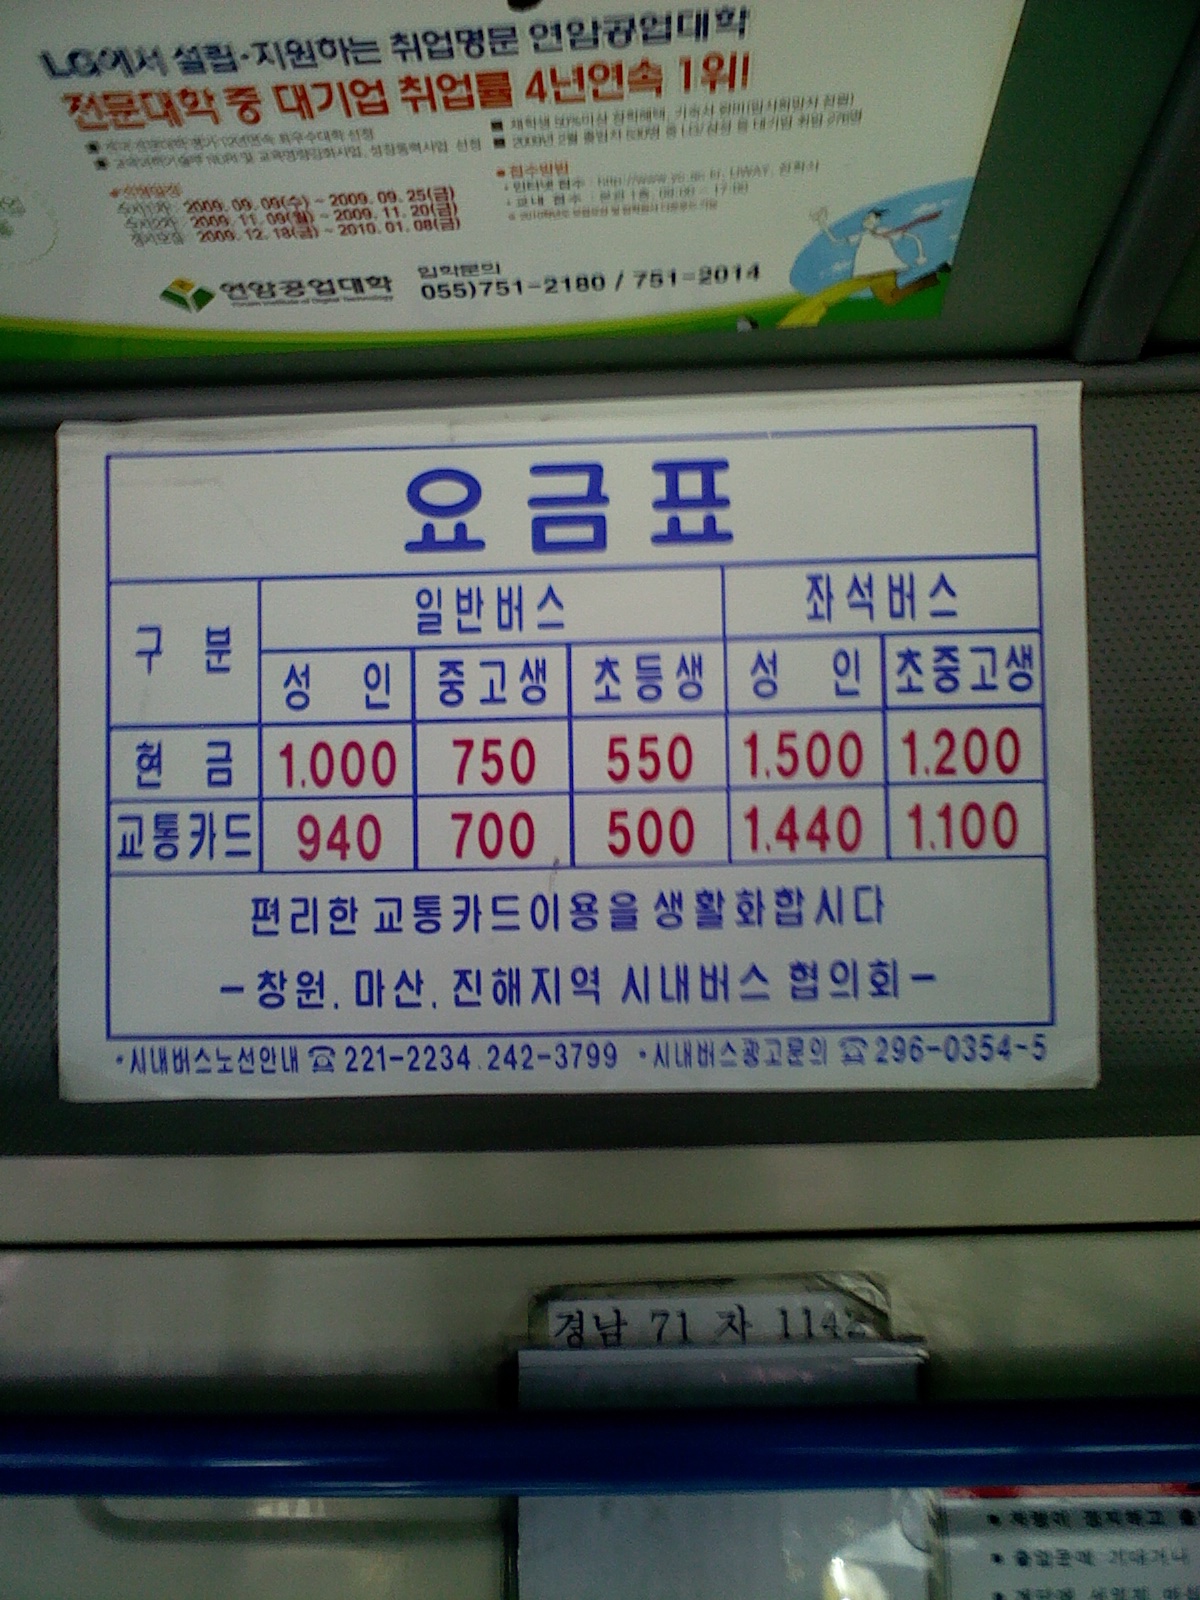 LG에서 설립·지원하는 취업명문 연암공업대학
전문대학 중 대기업 취업률 4년연속 1위!
2009. 09. 09(수) ~ 2009. 09. 25(금)
2009. 11. 09(월) ~ 2009. 11. 20(금)
2009. 12. 18(금) ~ 2010. 01. 08(금)
접수방법
연암공업대학
입학문의
055)751-2180 / 751-2014
요금표
구 분 일반버스 좌석버스
성 인 중고생 초등생 성 인 초중고생
현 금 1.000 750 550 1.500 1.200
교통카드 940 700 500 1.440 1.100
편리한 교통카드이용을 생활화합시다
-창원. 마산. 진해지역 시내버스 협의회-
·시내버스노선안내 ☎ 221-2234.242-3799 ·시내버스광고문의 ☎ 296-0354~5
경남 71 자 1142